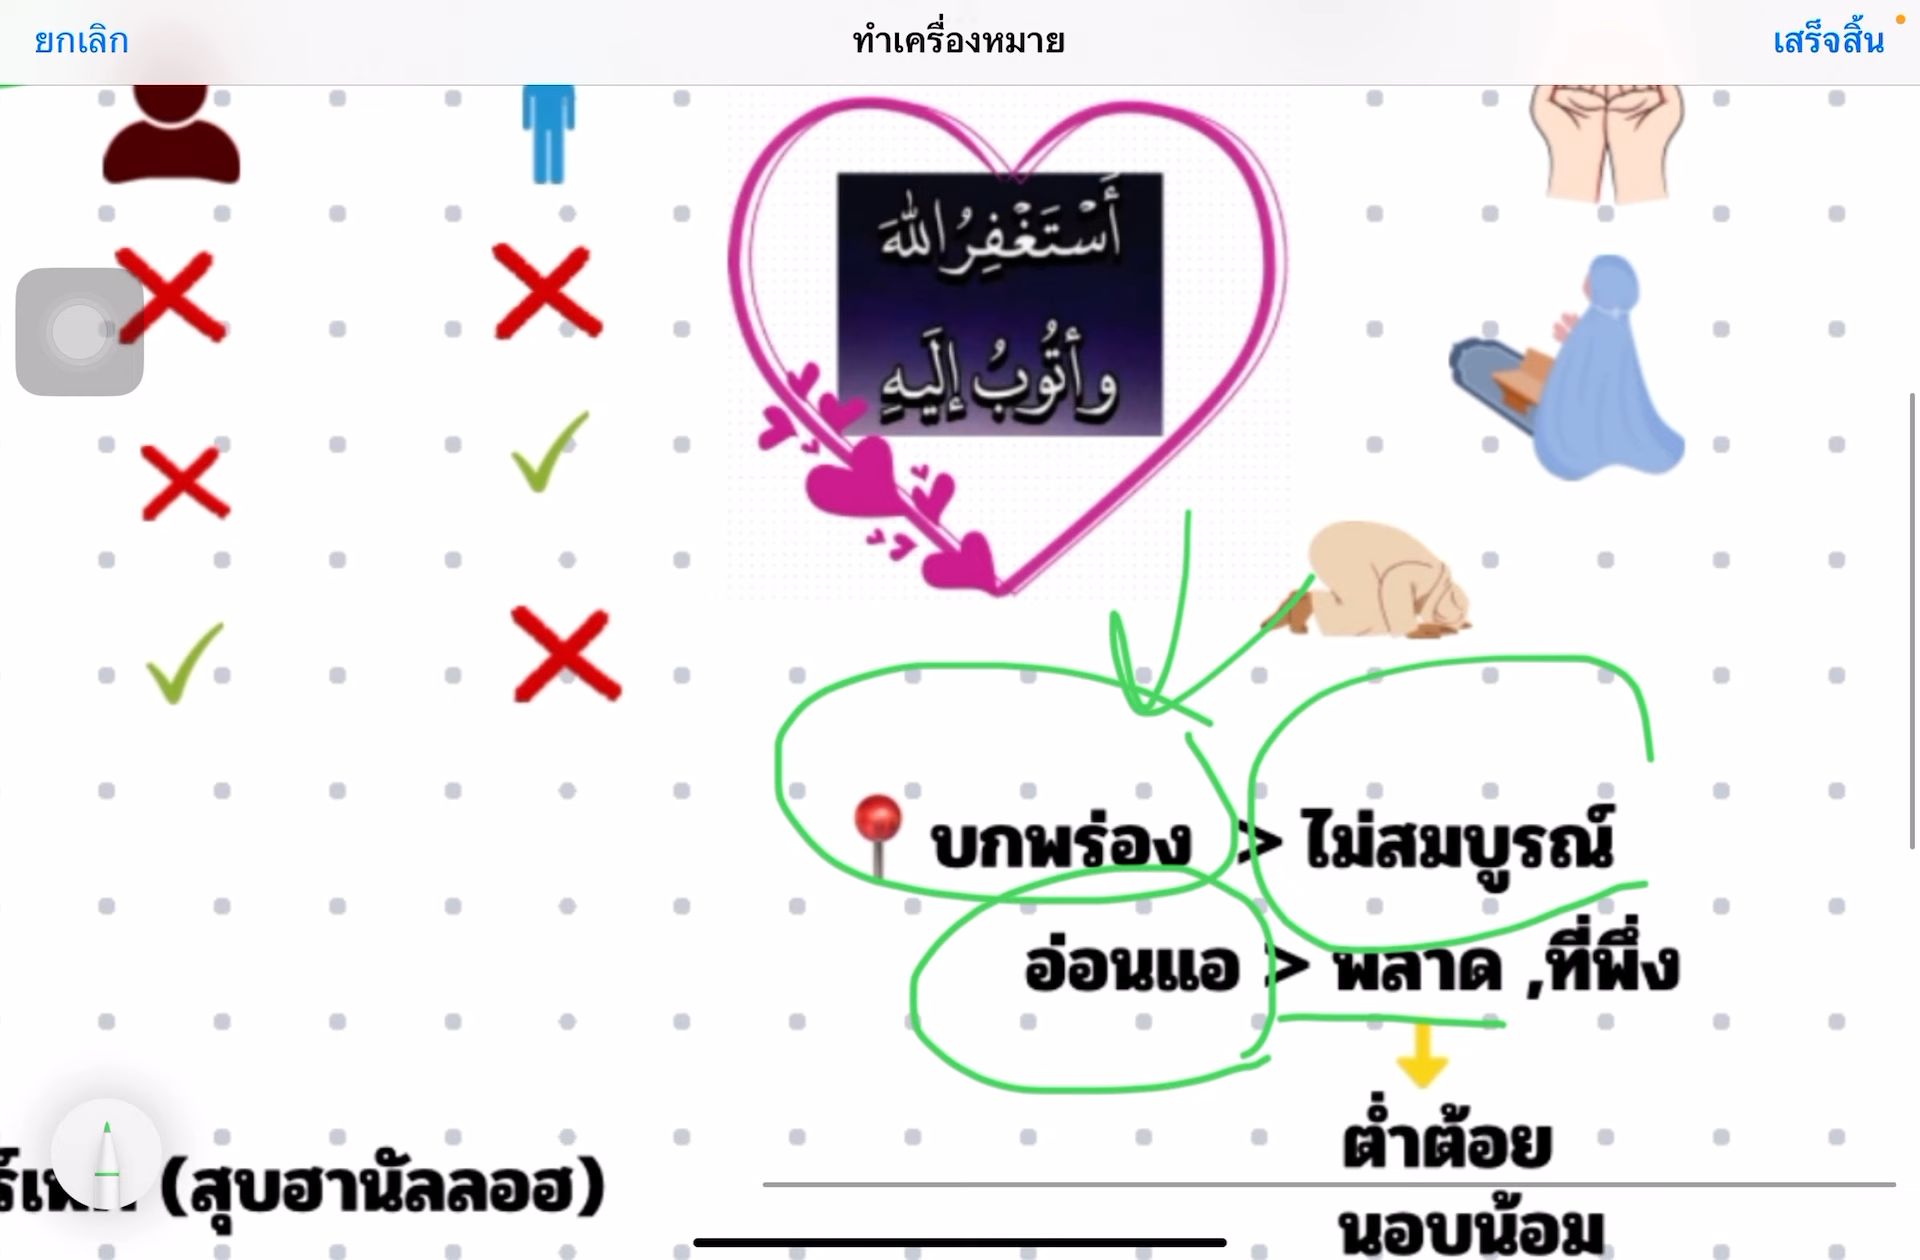 ยกเลิก
ทำเครื่องหมาย
เสร็จสิ้น
أَسْتَغْفِرُ اللهَ
وأَتُوبُ إِلَيهِ
บกพร่อง > ไม่สมบูรณ์
อ่อนแอ > พลาด ,ที่พึ่ง
ต่ำต้อย
นอบน้อม
(สุบฮานัลลอฮ)